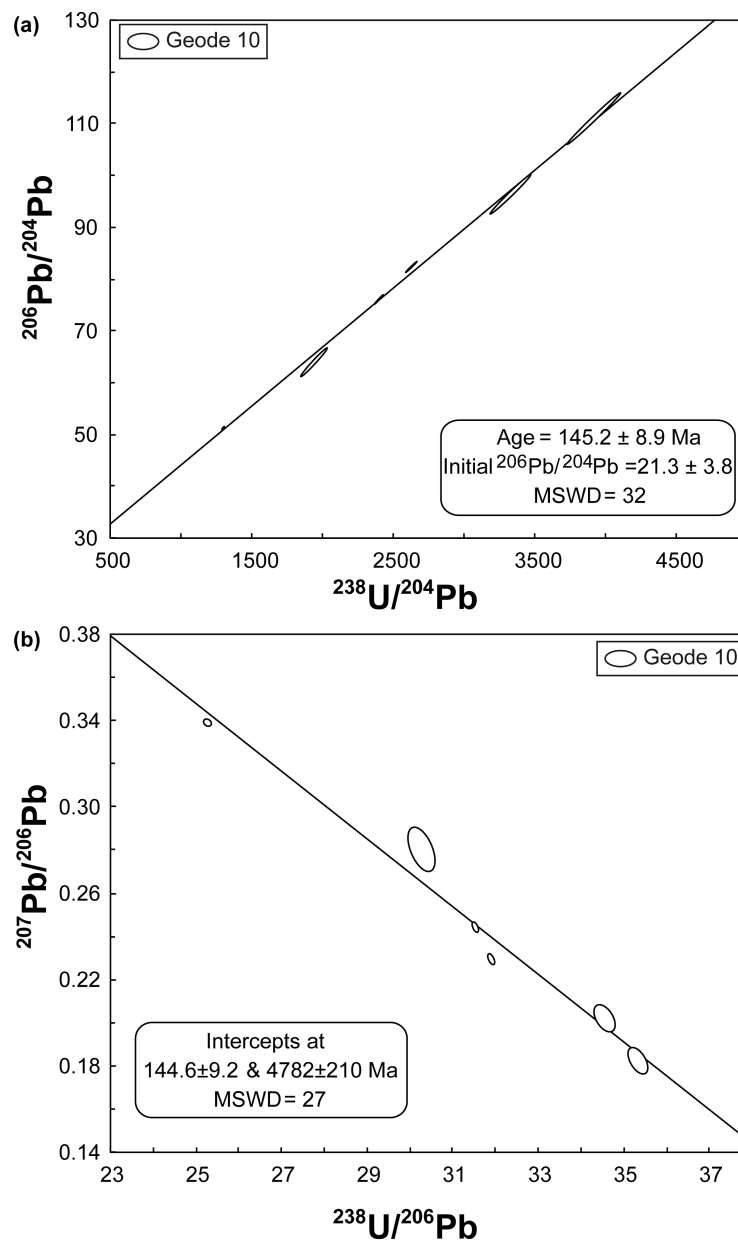 (a)
Geode 10
130
110
90
70
50
30
²⁰⁶Pb/²⁰⁴Pb
Age = 145.2 ± 8.9 Ma
Initial ²⁰⁶Pb/²⁰⁴Pb =21.3 ± 3.8
MSWD = 32
500 1500 2500 3500 4500
²³⁸U/²⁰⁴Pb
(b)
Geode 10
0.38
0.34
0.30
0.26
0.22
0.18
0.14
²⁰⁷Pb/²⁰⁶Pb
Intercepts at
144.6±9.2 & 4782±210 Ma
MSWD = 27
23 25 27 29 31 33 35 37
²³⁸U/²⁰⁶Pb